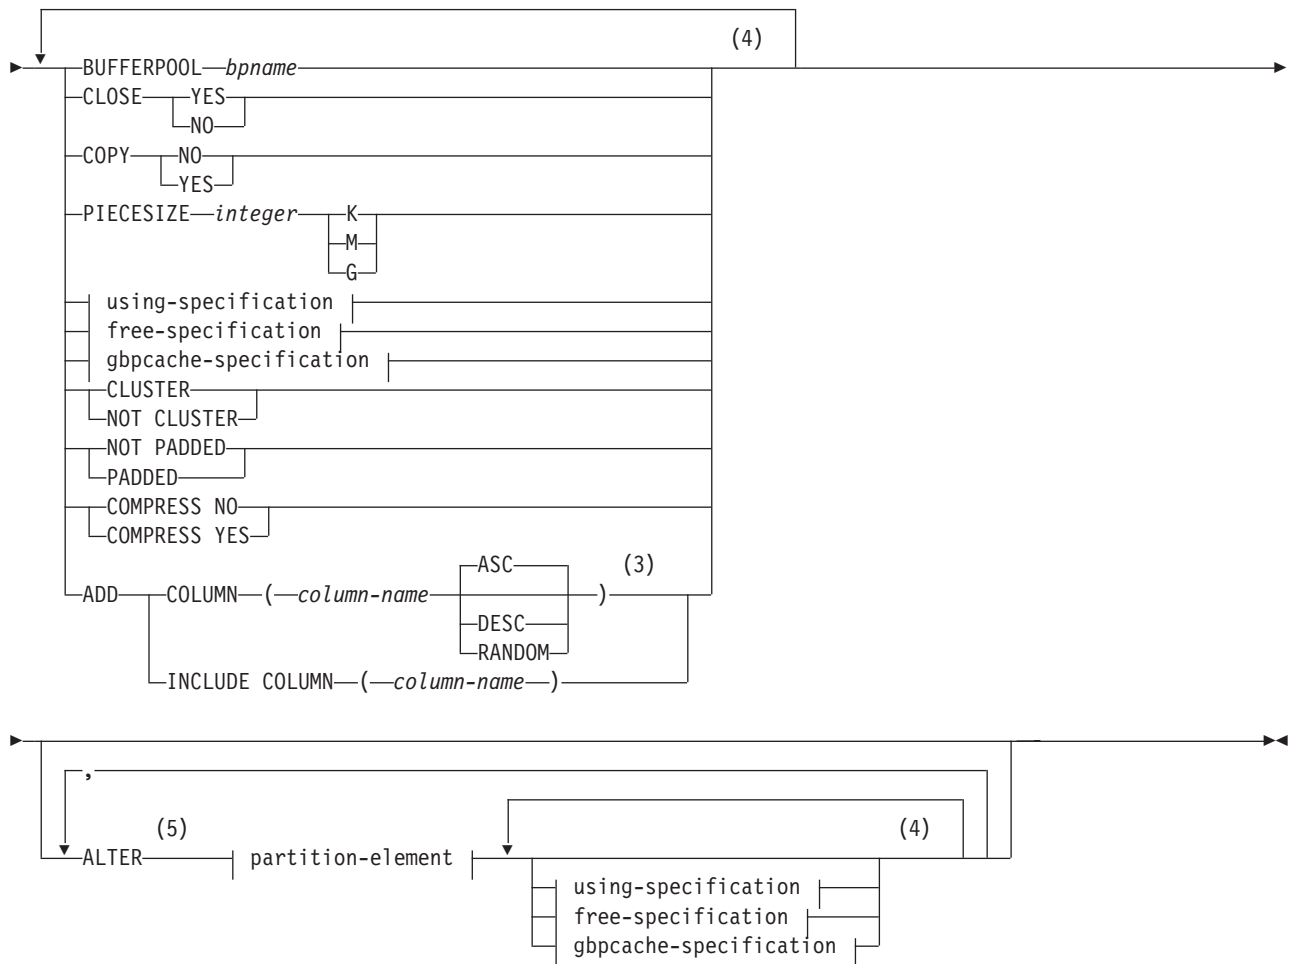 (4)
BUFFERPOOL bpname
CLOSE YES
NO
COPY NO
YES
PIECESIZE integer K
M
G
using-specification
free-specification
gbpcache-specification
CLUSTER
NOT CLUSTER
NOT PADDED
PADDED
COMPRESS NO
COMPRESS YES
ASC (3)
ADD COLUMN ( column-name )
DESC
RANDOM
INCLUDE COLUMN ( column-name )
,
(5) (4)
ALTER partition-element
using-specification
free-specification
gbpcache-specification